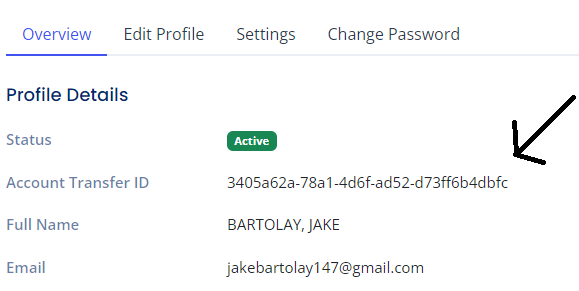 Overview Edit Profile Settings Change Password
Profile Details
Status Active
Account Transfer ID 3405a62a-78a1-4d6f-ad52-d73ff6b4dbfc
Full Name BARTOLAY, JAKE
Email jakebartolay147@gmail.com